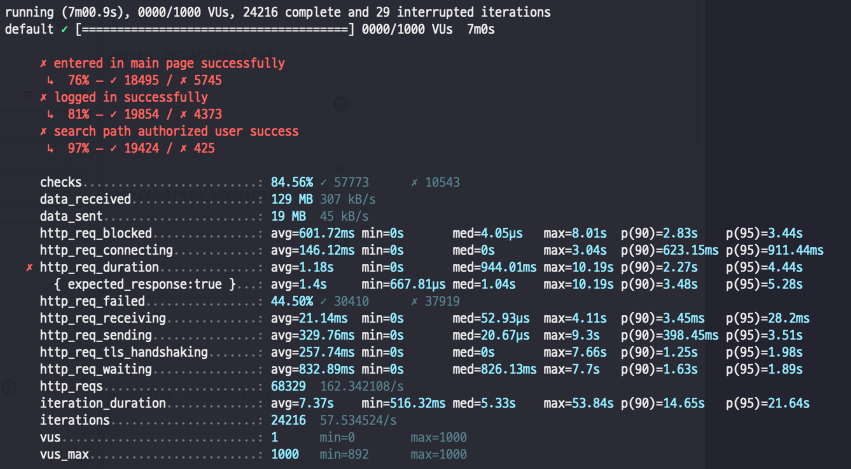 running (7m00.9s), 0000/1000 VUs, 24216 complete and 29 interrupted iterations
default ✓ [======================================] 0000/1000 VUs  7m0s
✗ entered in main page successfully
↳  76% — ✓ 18495 / ✗ 5745
✗ logged in successfully
↳  81% — ✓ 19854 / ✗ 4373
✗ search path authorized user success
↳  97% — ✓ 19424 / ✗ 425
checks.........................: 84.56% ✓ 57773      ✗ 10543
data_received..................: 129 MB 307 kB/s
data_sent......................: 19 MB  45 kB/s
http_req_blocked...............: avg=601.72ms min=0s       med=4.05µs   max=8.01s  p(90)=2.83s    p(95)=3.44s
http_req_connecting............: avg=146.12ms min=0s       med=0s       max=3.04s  p(90)=623.15ms p(95)=911.44ms
✗ http_req_duration..............: avg=1.18s    min=0s       med=944.01ms max=10.19s p(90)=2.27s    p(95)=4.44s
{ expected_response:true }...: avg=1.4s     min=667.81µs med=1.04s    max=10.19s p(90)=3.48s    p(95)=5.28s
http_req_failed................: 44.50% ✓ 30410      ✗ 37919
http_req_receiving.............: avg=21.14ms  min=0s       med=52.93µs  max=4.11s  p(90)=3.45ms   p(95)=28.2ms
http_req_sending...............: avg=329.76ms min=0s       med=20.67µs  max=9.3s   p(90)=398.45ms p(95)=3.51s
http_req_tls_handshaking.......: avg=257.74ms min=0s       med=0s       max=7.66s  p(90)=1.25s    p(95)=1.98s
http_req_waiting...............: avg=832.89ms min=0s       med=826.13ms max=7.7s   p(90)=1.63s    p(95)=1.89s
http_reqs......................: 68329  162.342108/s
iteration_duration.............: avg=7.37s    min=516.32ms med=5.33s    max=53.84s p(90)=14.65s   p(95)=21.64s
iterations.....................: 24216  57.534524/s
vus............................: 1      min=0        max=1000
vus_max........................: 1000   min=892      max=1000